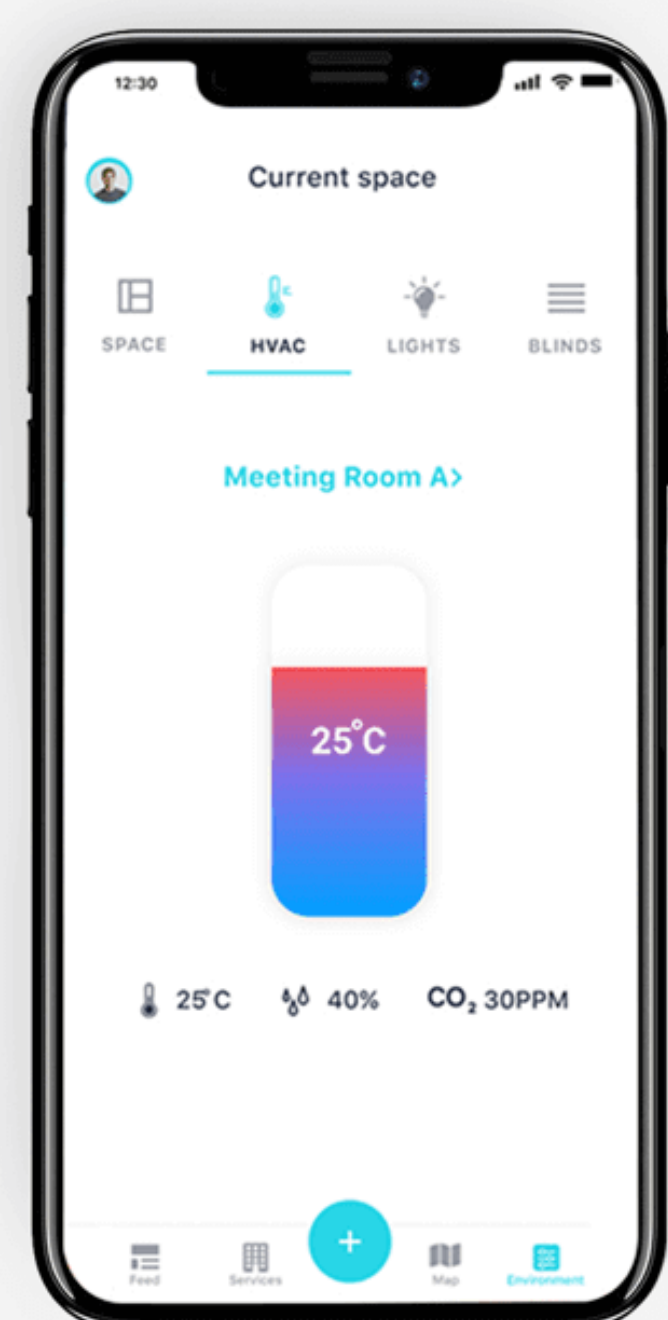 12:30
Current space
SPACE HVAC LIGHTS BLINDS
Meeting Room A>
25°C
25°C 40% CO₂ 30PPM
+
Feed Services Map Environment